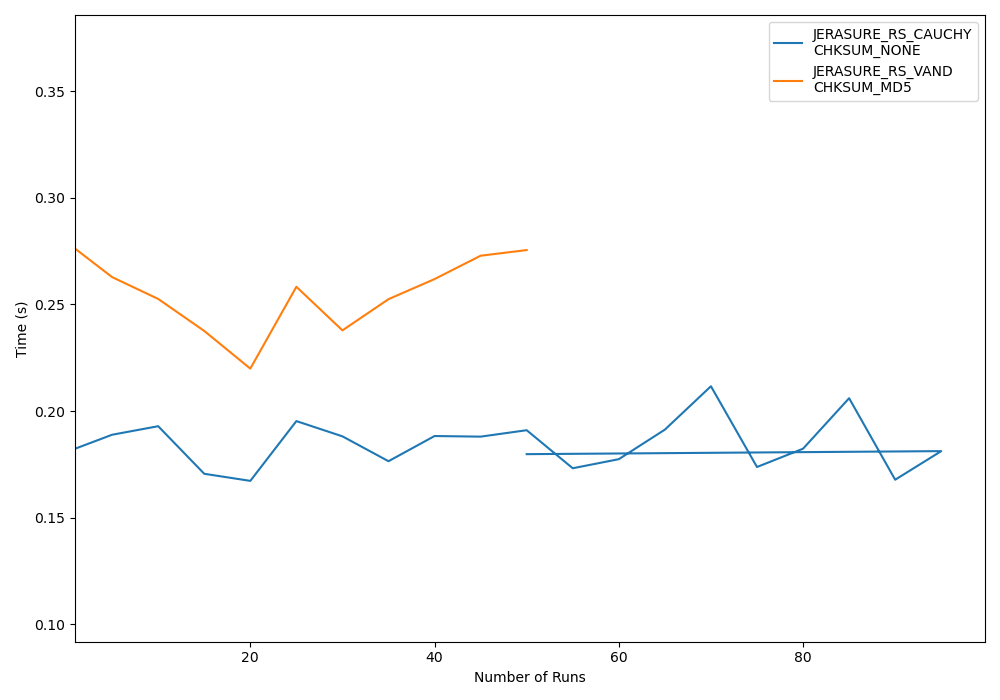 JERASURE_RS_CAUCHY
CHKSUM_NONE
JERASURE_RS_VAND
CHKSUM_MD5
0.35
0.30
0.25
0.20
0.15
0.10
Time (s)
20
40
60
80
Number of Runs